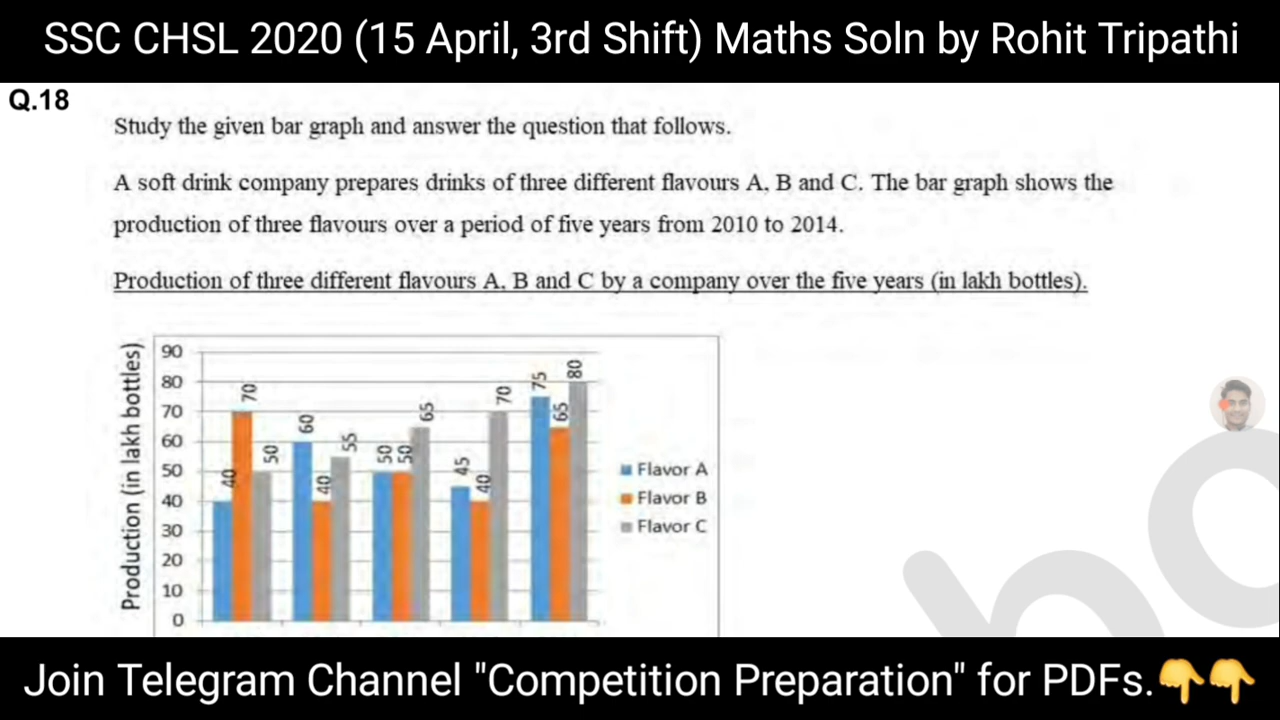 SSC CHSL 2020 (15 April, 3rd Shift) Maths Soln by Rohit Tripathi
Q.18
Study the given bar graph and answer the question that follows.
A soft drink company prepares drinks of three different flavours A, B and C. The bar graph shows the
production of three flavours over a period of five years from 2010 to 2014.
Production of three different flavours A, B and C by a company over the five years (in lakh bottles).
Production (in lakh bottles)
90
80
70
60
50
40
30
20
10
0
40
70
50
60
40
55
50
50
65
45
40
70
75
65
80
Flavor A
Flavor B
Flavor C
Join Telegram Channel "Competition Preparation" for PDFs.👇👇